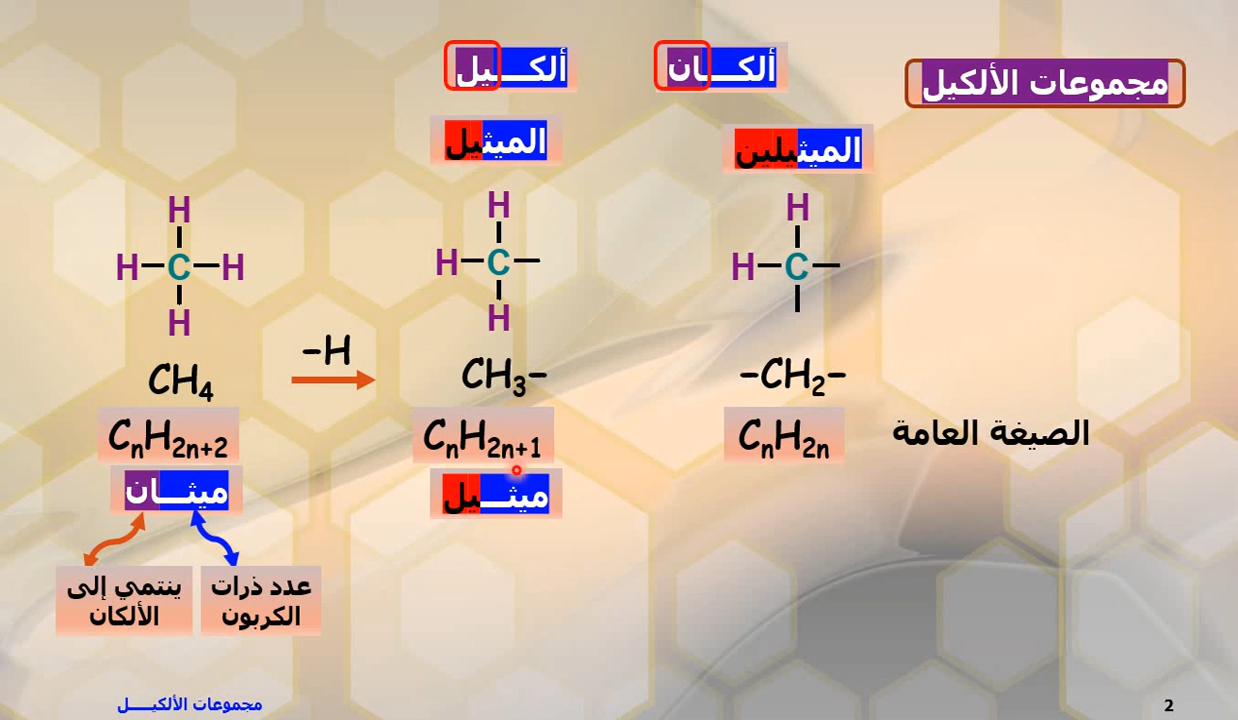 مجموعات الألكيل
ألكـــان
ألكـــيل
الميثيلين
الميثيل
H
H–C–H
H
H
H–C–
H
H
H–C–
CH₄
–H
CH₃–
–CH₂–
CₙH₂ₙ₊₂
CₙH₂ₙ₊₁
CₙH₂ₙ
الصيغة العامة
ميثـــان
ميثـــيل
عدد ذرات
الكربون
ينتمي إلى
الألكان
مجموعات الألكيـــل
2